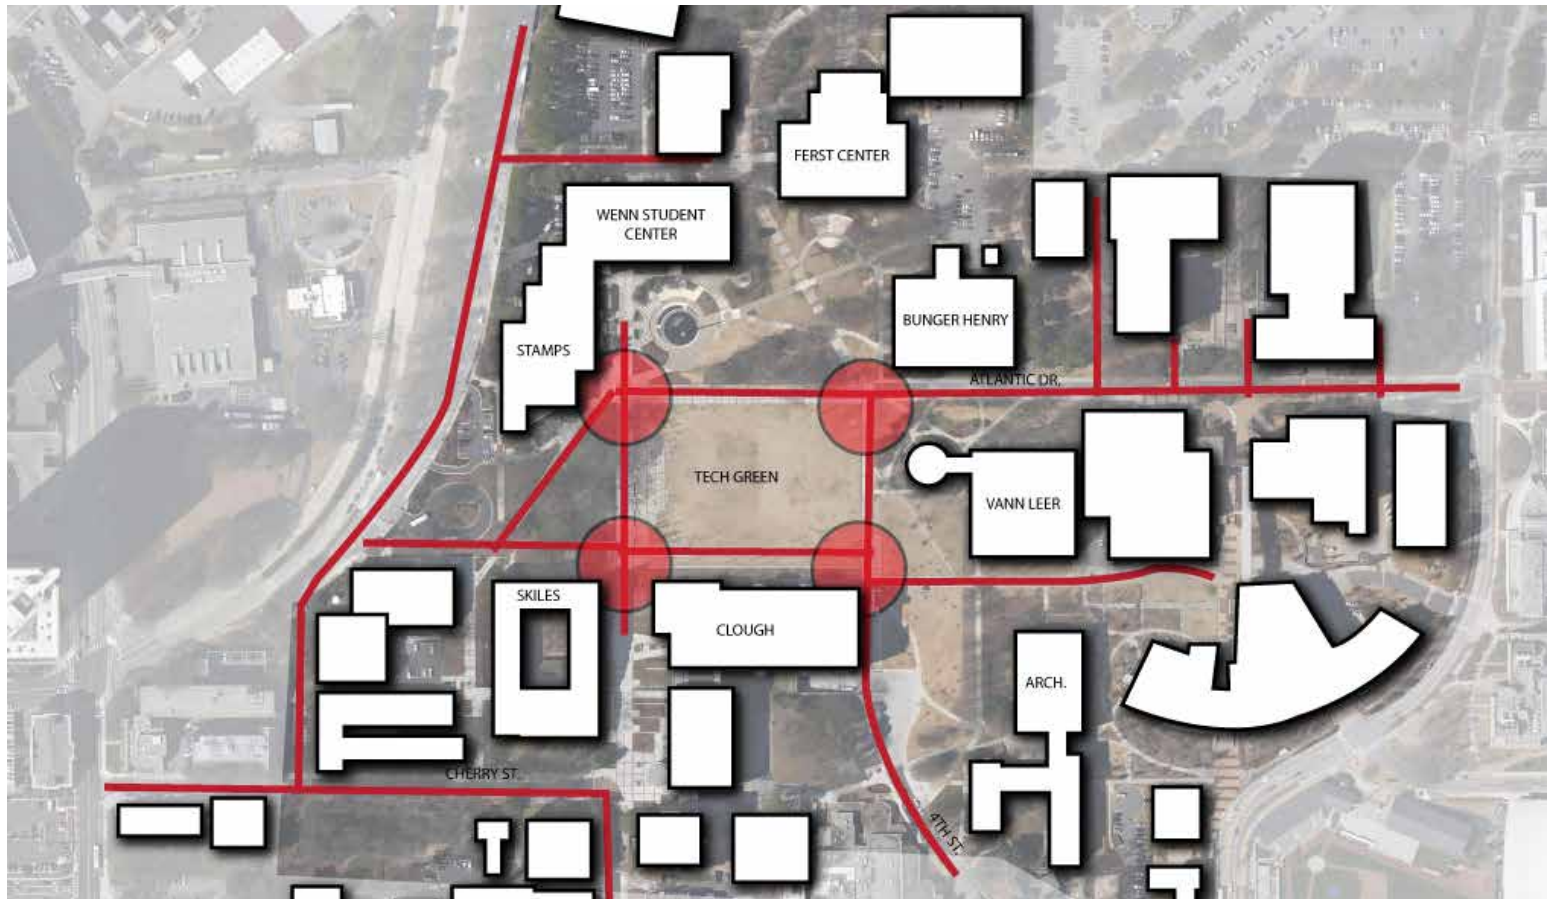 FERST CENTER
WENN STUDENT
CENTER
BUNGER HENRY
STAMPS
ATLANTIC DR.
TECH GREEN
VANN LEER
SKILES
CLOUGH
ARCH.
CHERRY ST.
4TH ST.